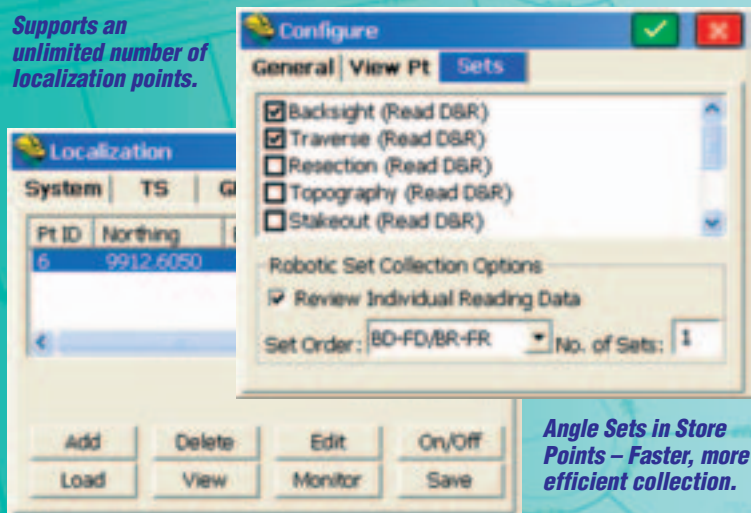 Supports an
unlimited number of
localization points.
Configure
General View Pt Sets
Backsight (Read D&R)
Traverse (Read D&R)
Resection (Read D&R)
Topography (Read D&R)
Stakeout (Read D&R)
Robotic Set Collection Options
Review Individual Reading Data
Set Order: BD-FD/BR-FR No. of Sets: 1
Localization
System TS
Pt ID Northing
6 9912.6050
Add Delete Edit On/Off
Load View Monitor Save
Angle Sets in Store
Points – Faster, more
efficient collection.